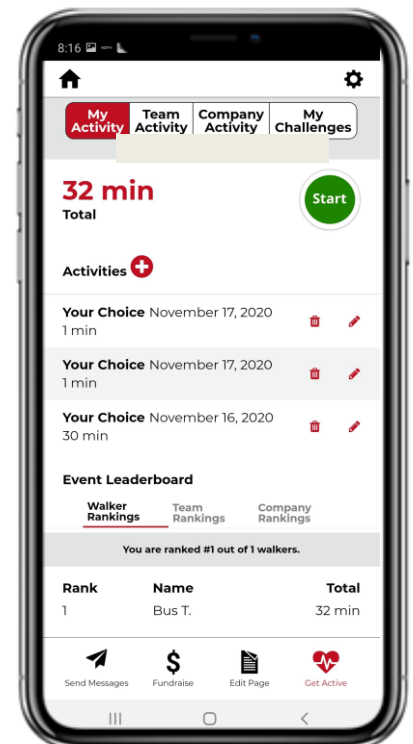 8:16
My Activity
Team Activity
Company Activity
My Challenges
32 min
Total
Start
Activities
Your Choice November 17, 2020
1 min
Your Choice November 17, 2020
1 min
Your Choice November 16, 2020
30 min
Event Leaderboard
Walker Rankings
Team Rankings
Company Rankings
You are ranked #1 out of 1 walkers.
Rank Name Total
1 Bus T. 32 min
Send Messages Fundraise Edit Page Get Active